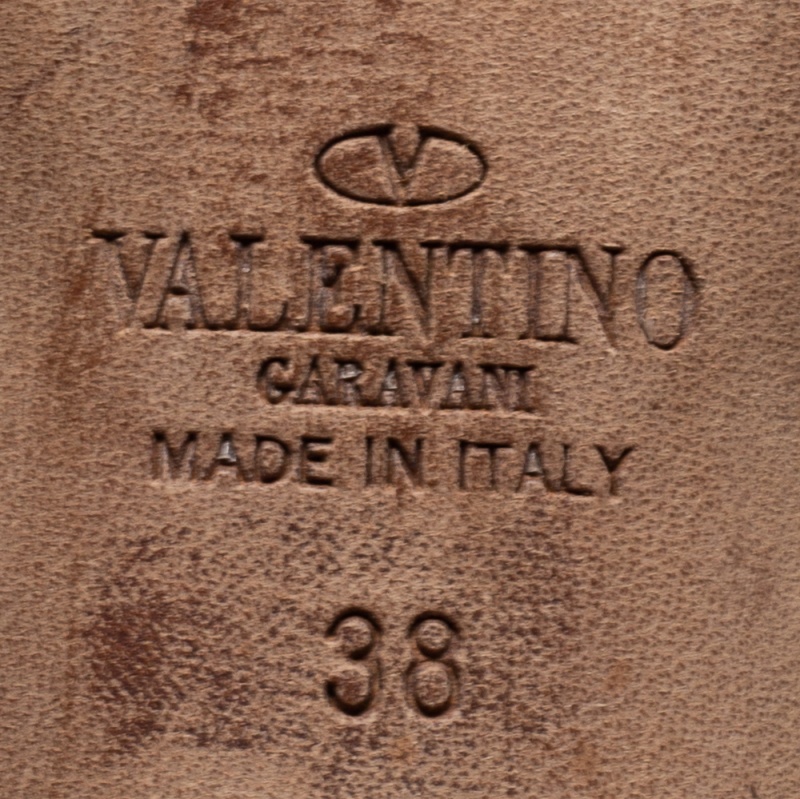 V
VALENTINO
GARAVANI
MADE IN ITALY
38